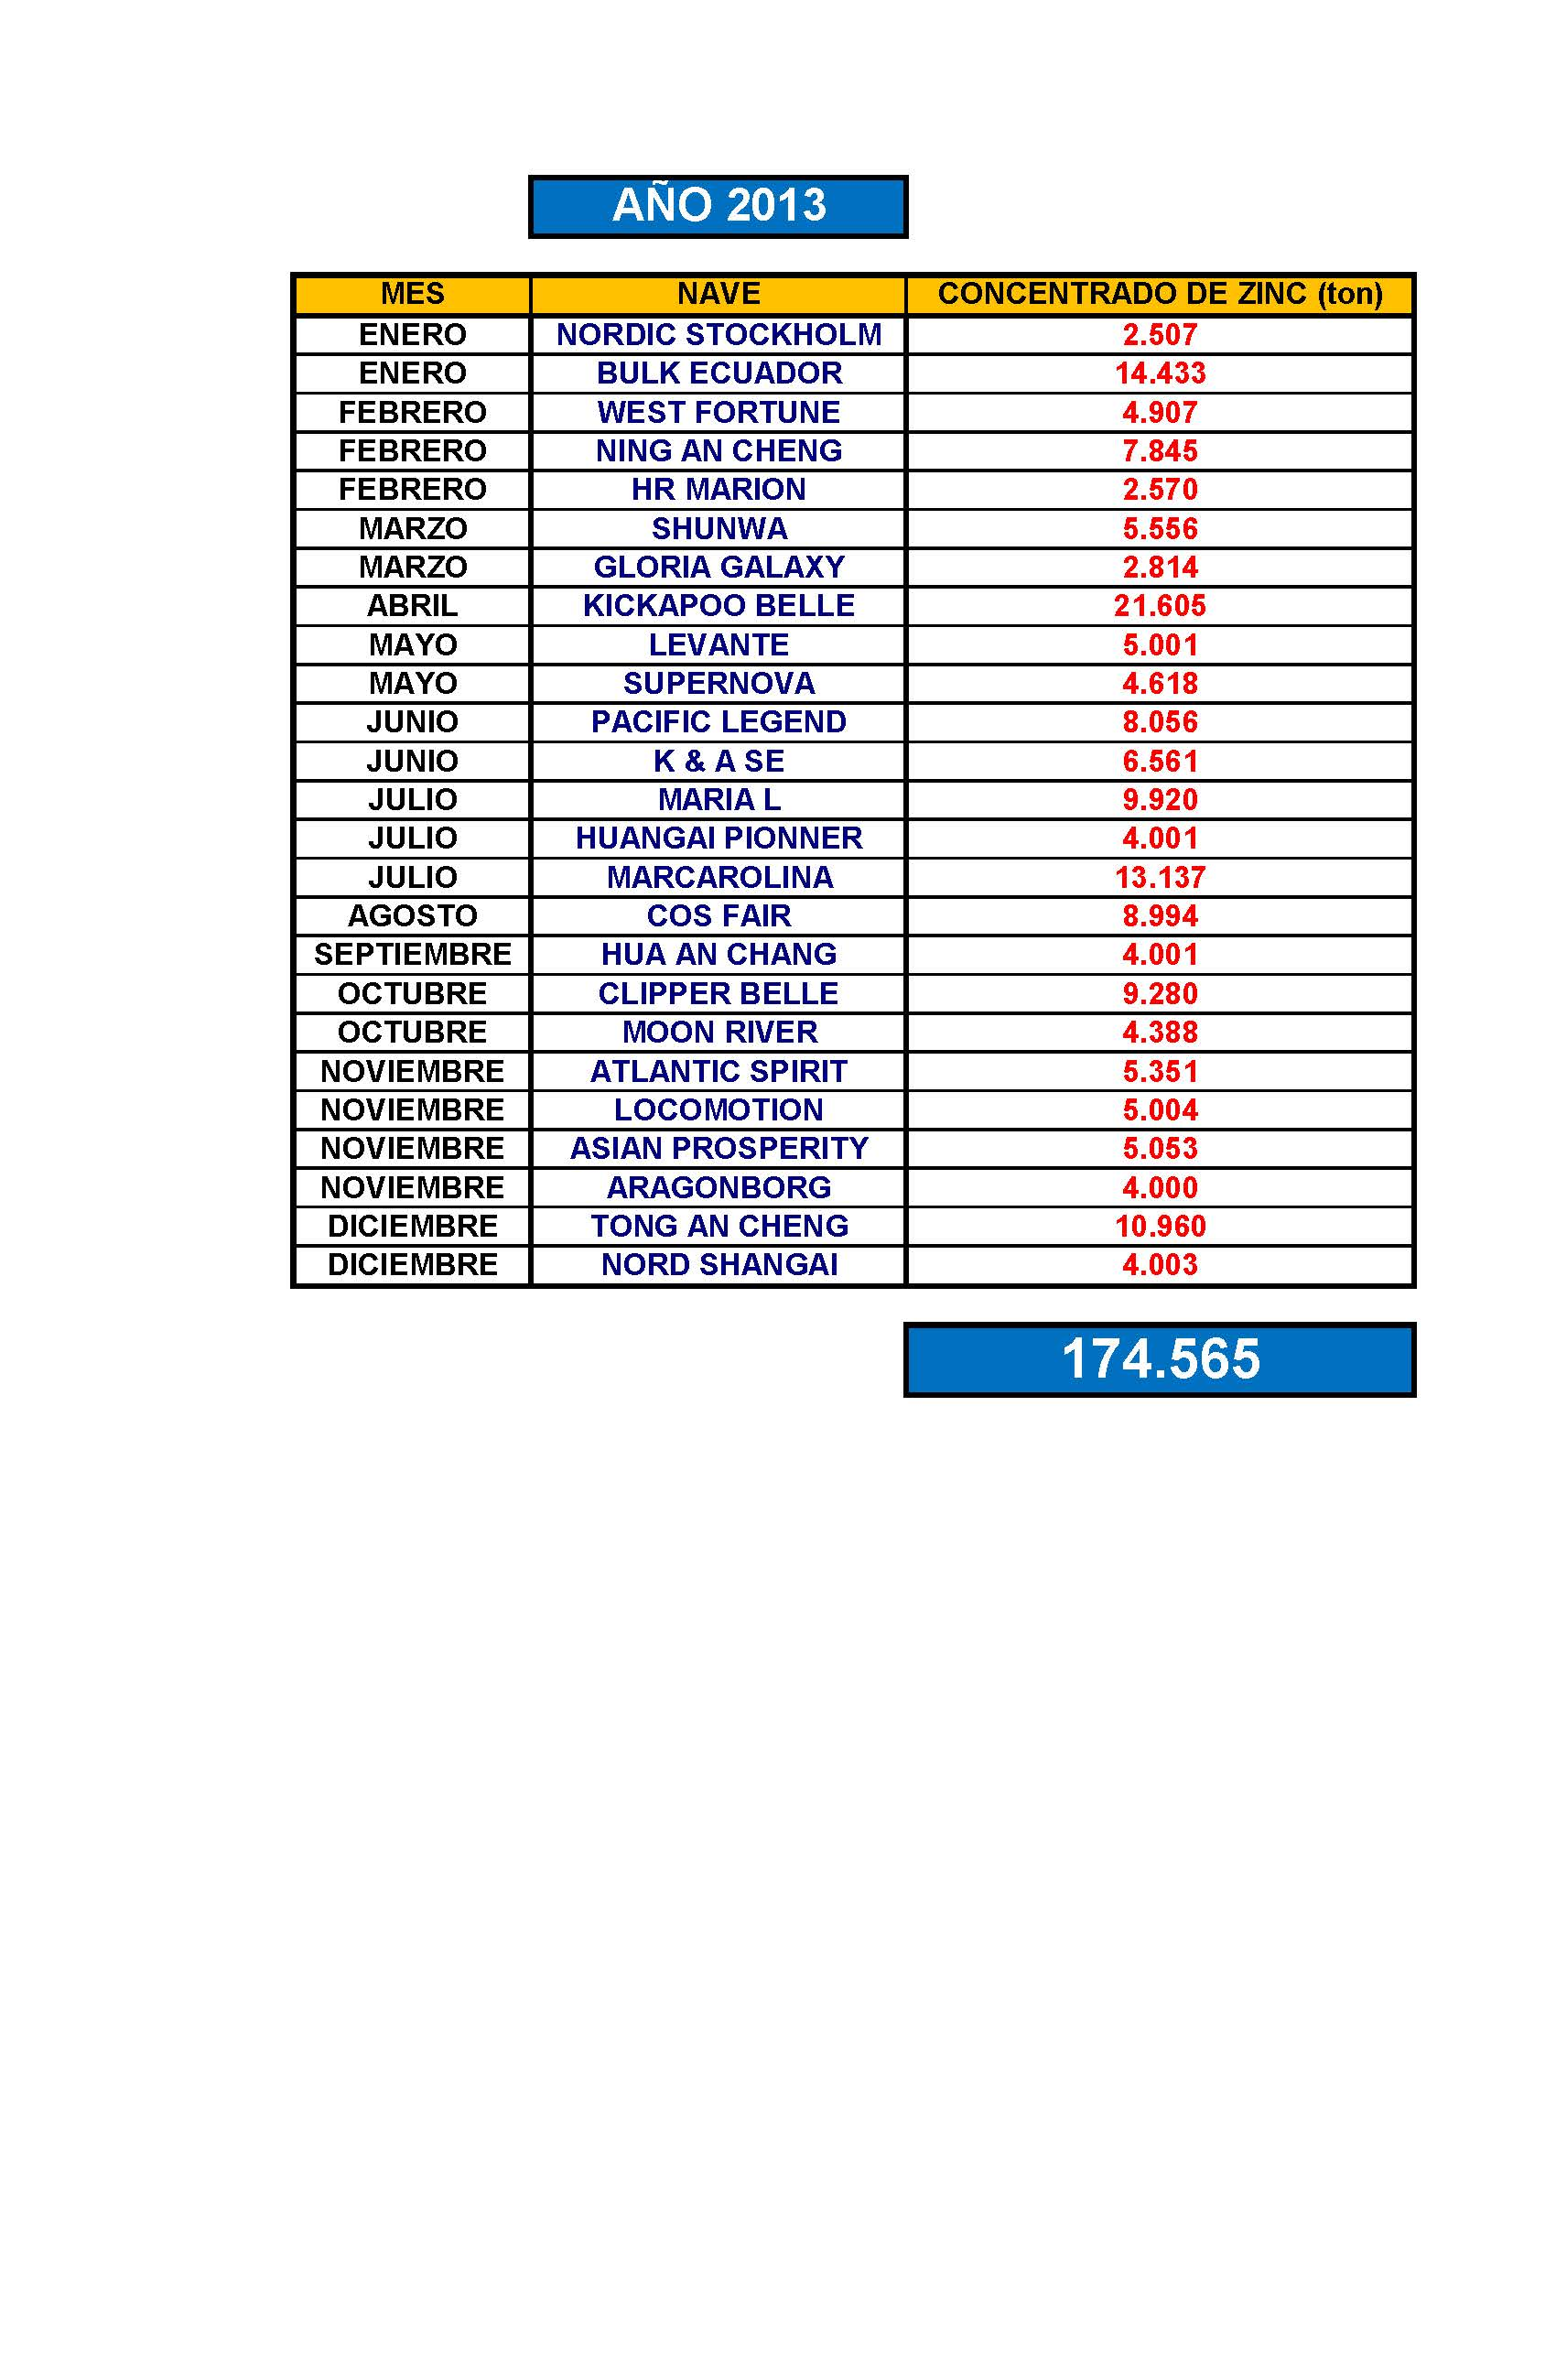 AÑO 2013
MES NAVE CONCENTRADO DE ZINC (ton)
ENERO NORDIC STOCKHOLM 2.507
ENERO BULK ECUADOR 14.433
FEBRERO WEST FORTUNE 4.907
FEBRERO NING AN CHENG 7.845
FEBRERO HR MARION 2.570
MARZO SHUNWA 5.556
MARZO GLORIA GALAXY 2.814
ABRIL KICKAPOO BELLE 21.605
MAYO LEVANTE 5.001
MAYO SUPERNOVA 4.618
JUNIO PACIFIC LEGEND 8.056
JUNIO K & A SE 6.561
JULIO MARIA L 9.920
JULIO HUANGAI PIONNER 4.001
JULIO MARCAROLINA 13.137
AGOSTO COS FAIR 8.994
SEPTIEMBRE HUA AN CHANG 4.001
OCTUBRE CLIPPER BELLE 9.280
OCTUBRE MOON RIVER 4.388
NOVIEMBRE ATLANTIC SPIRIT 5.351
NOVIEMBRE LOCOMOTION 5.004
NOVIEMBRE ASIAN PROSPERITY 5.053
NOVIEMBRE ARAGONBORG 4.000
DICIEMBRE TONG AN CHENG 10.960
DICIEMBRE NORD SHANGAI 4.003
174.565